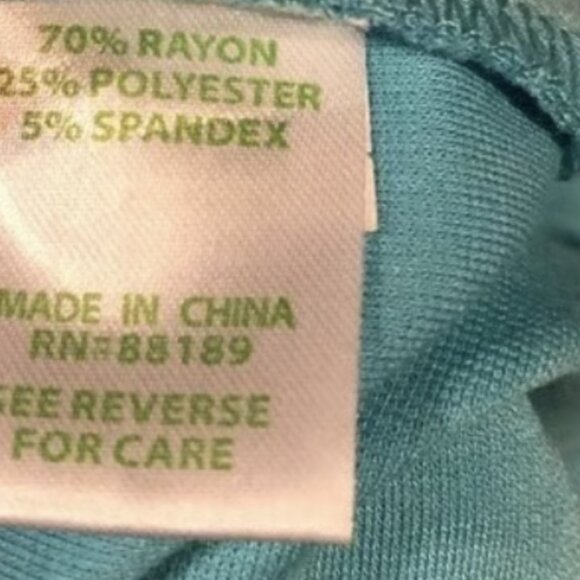 70% RAYON
25% POLYESTER
5% SPANDEX
MADE IN CHINA
RN#88189
SEE REVERSE
FOR CARE